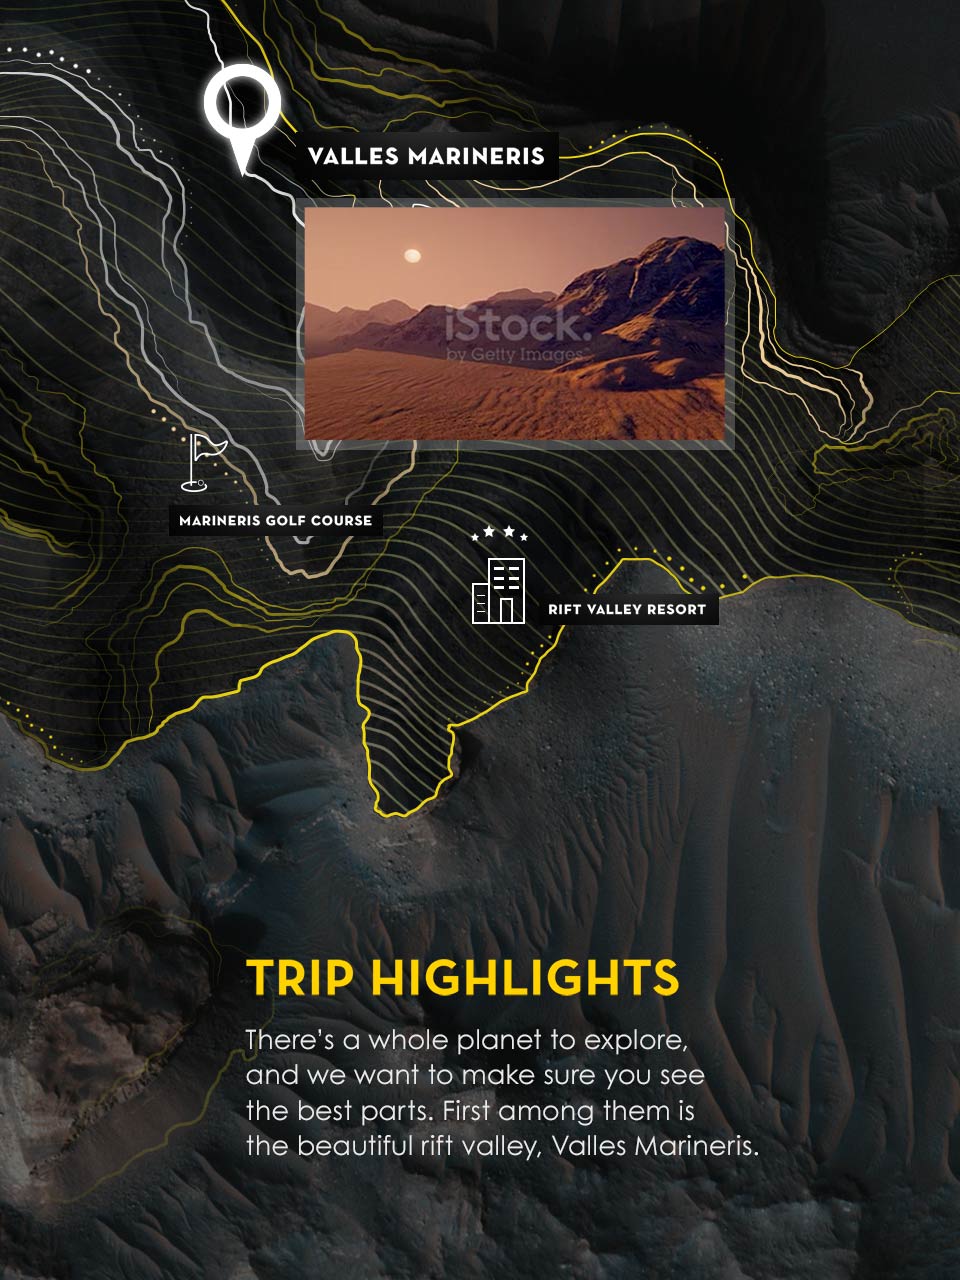 VALLES MARINERIS
iStock.
by Getty Images
MARINERIS GOLF COURSE
RIFT VALLEY RESORT
TRIP HIGHLIGHTS
There’s a whole planet to explore,
and we want to make sure you see
the best parts. First among them is
the beautiful rift valley, Valles Marineris.